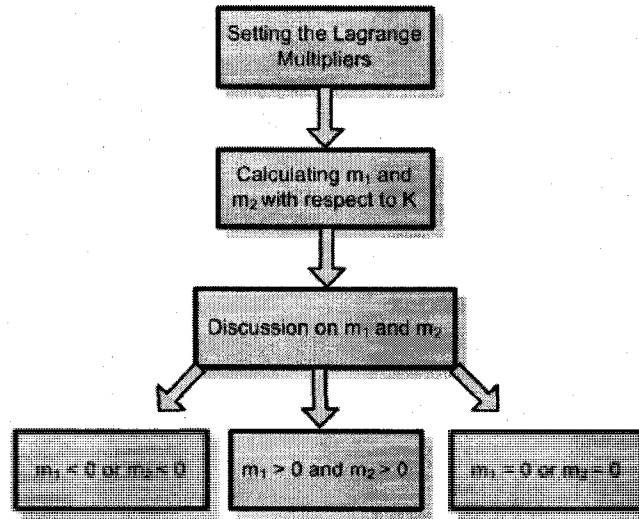 Setting the Lagrange
Multipliers
Calculating m₁ and
m₂ with respect to K
Discussion on m₁ and m₂
m₁ < 0 or m₂ < 0
m₁ > 0 and m₂ > 0
m₁ = 0 or m₂ = 0